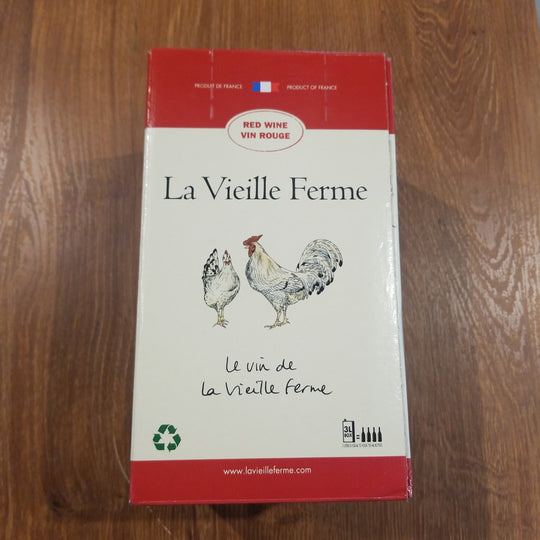 PRODUIT DE FRANCE PRODUCT OF FRANCE
RED WINE
VIN ROUGE
La Vieille Ferme
le vin de
la Vieille Ferme
3L
BOX
=
www.lavieilleferme.com